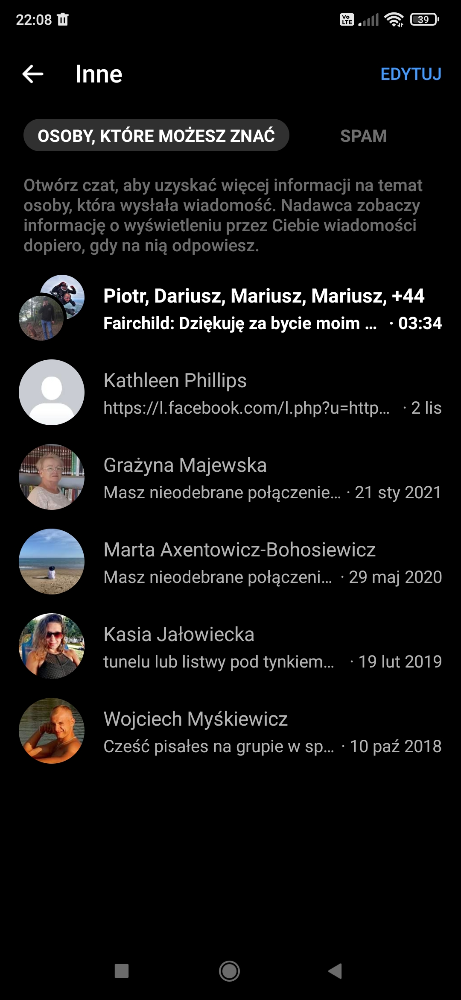 22:08
Vo LTE
39
Inne
EDYTUJ
OSOBY, KTÓRE MOŻESZ ZNAĆ
SPAM
Otwórz czat, aby uzyskać więcej informacji na temat
osoby, która wysłała wiadomość. Nadawca zobaczy
informację o wyświetleniu przez Ciebie wiadomości
dopiero, gdy na nią odpowiesz.
Piotr, Dariusz, Mariusz, Mariusz, +44
Fairchild: Dziękuję za bycie moim ... · 03:34
Kathleen Phillips
https://l.facebook.com/l.php?u=http... · 2 lis
Grażyna Majewska
Masz nieodebrane połączenie... · 21 sty 2021
Marta Axentowicz-Bohosiewicz
Masz nieodebrane połączeni... · 29 maj 2020
Kasia Jałowiecka
tunelu lub listwy pod tynkiem... · 19 lut 2019
Wojciech Myśkiewicz
Cześć pisałes na grupie w sp... · 10 paź 2018